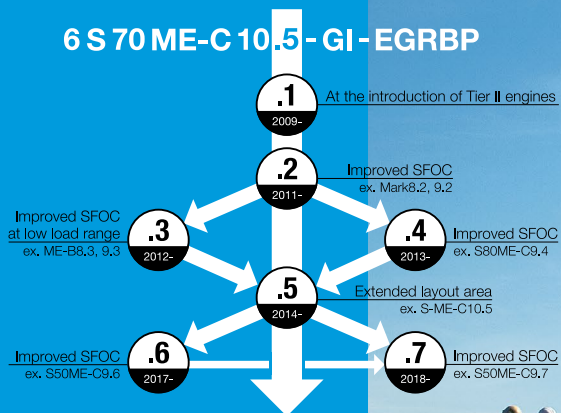 6 S 70 ME-C 10.5 - GI - EGRBP
.1
2009-
At the introduction of Tier II engines
.2
2011-
Improved SFOC
ex. Mark8.2, 9.2
Improved SFOC
at low load range
ex. ME-B8.3, 9.3
.3
2012-
.4
2013-
Improved SFOC
ex. S80ME-C9.4
.5
2014-
Extended layout area
ex. S-ME-C10.5
Improved SFOC
ex. S50ME-C9.6
.6
2017-
.7
2018-
Improved SFOC
ex. S50ME-C9.7